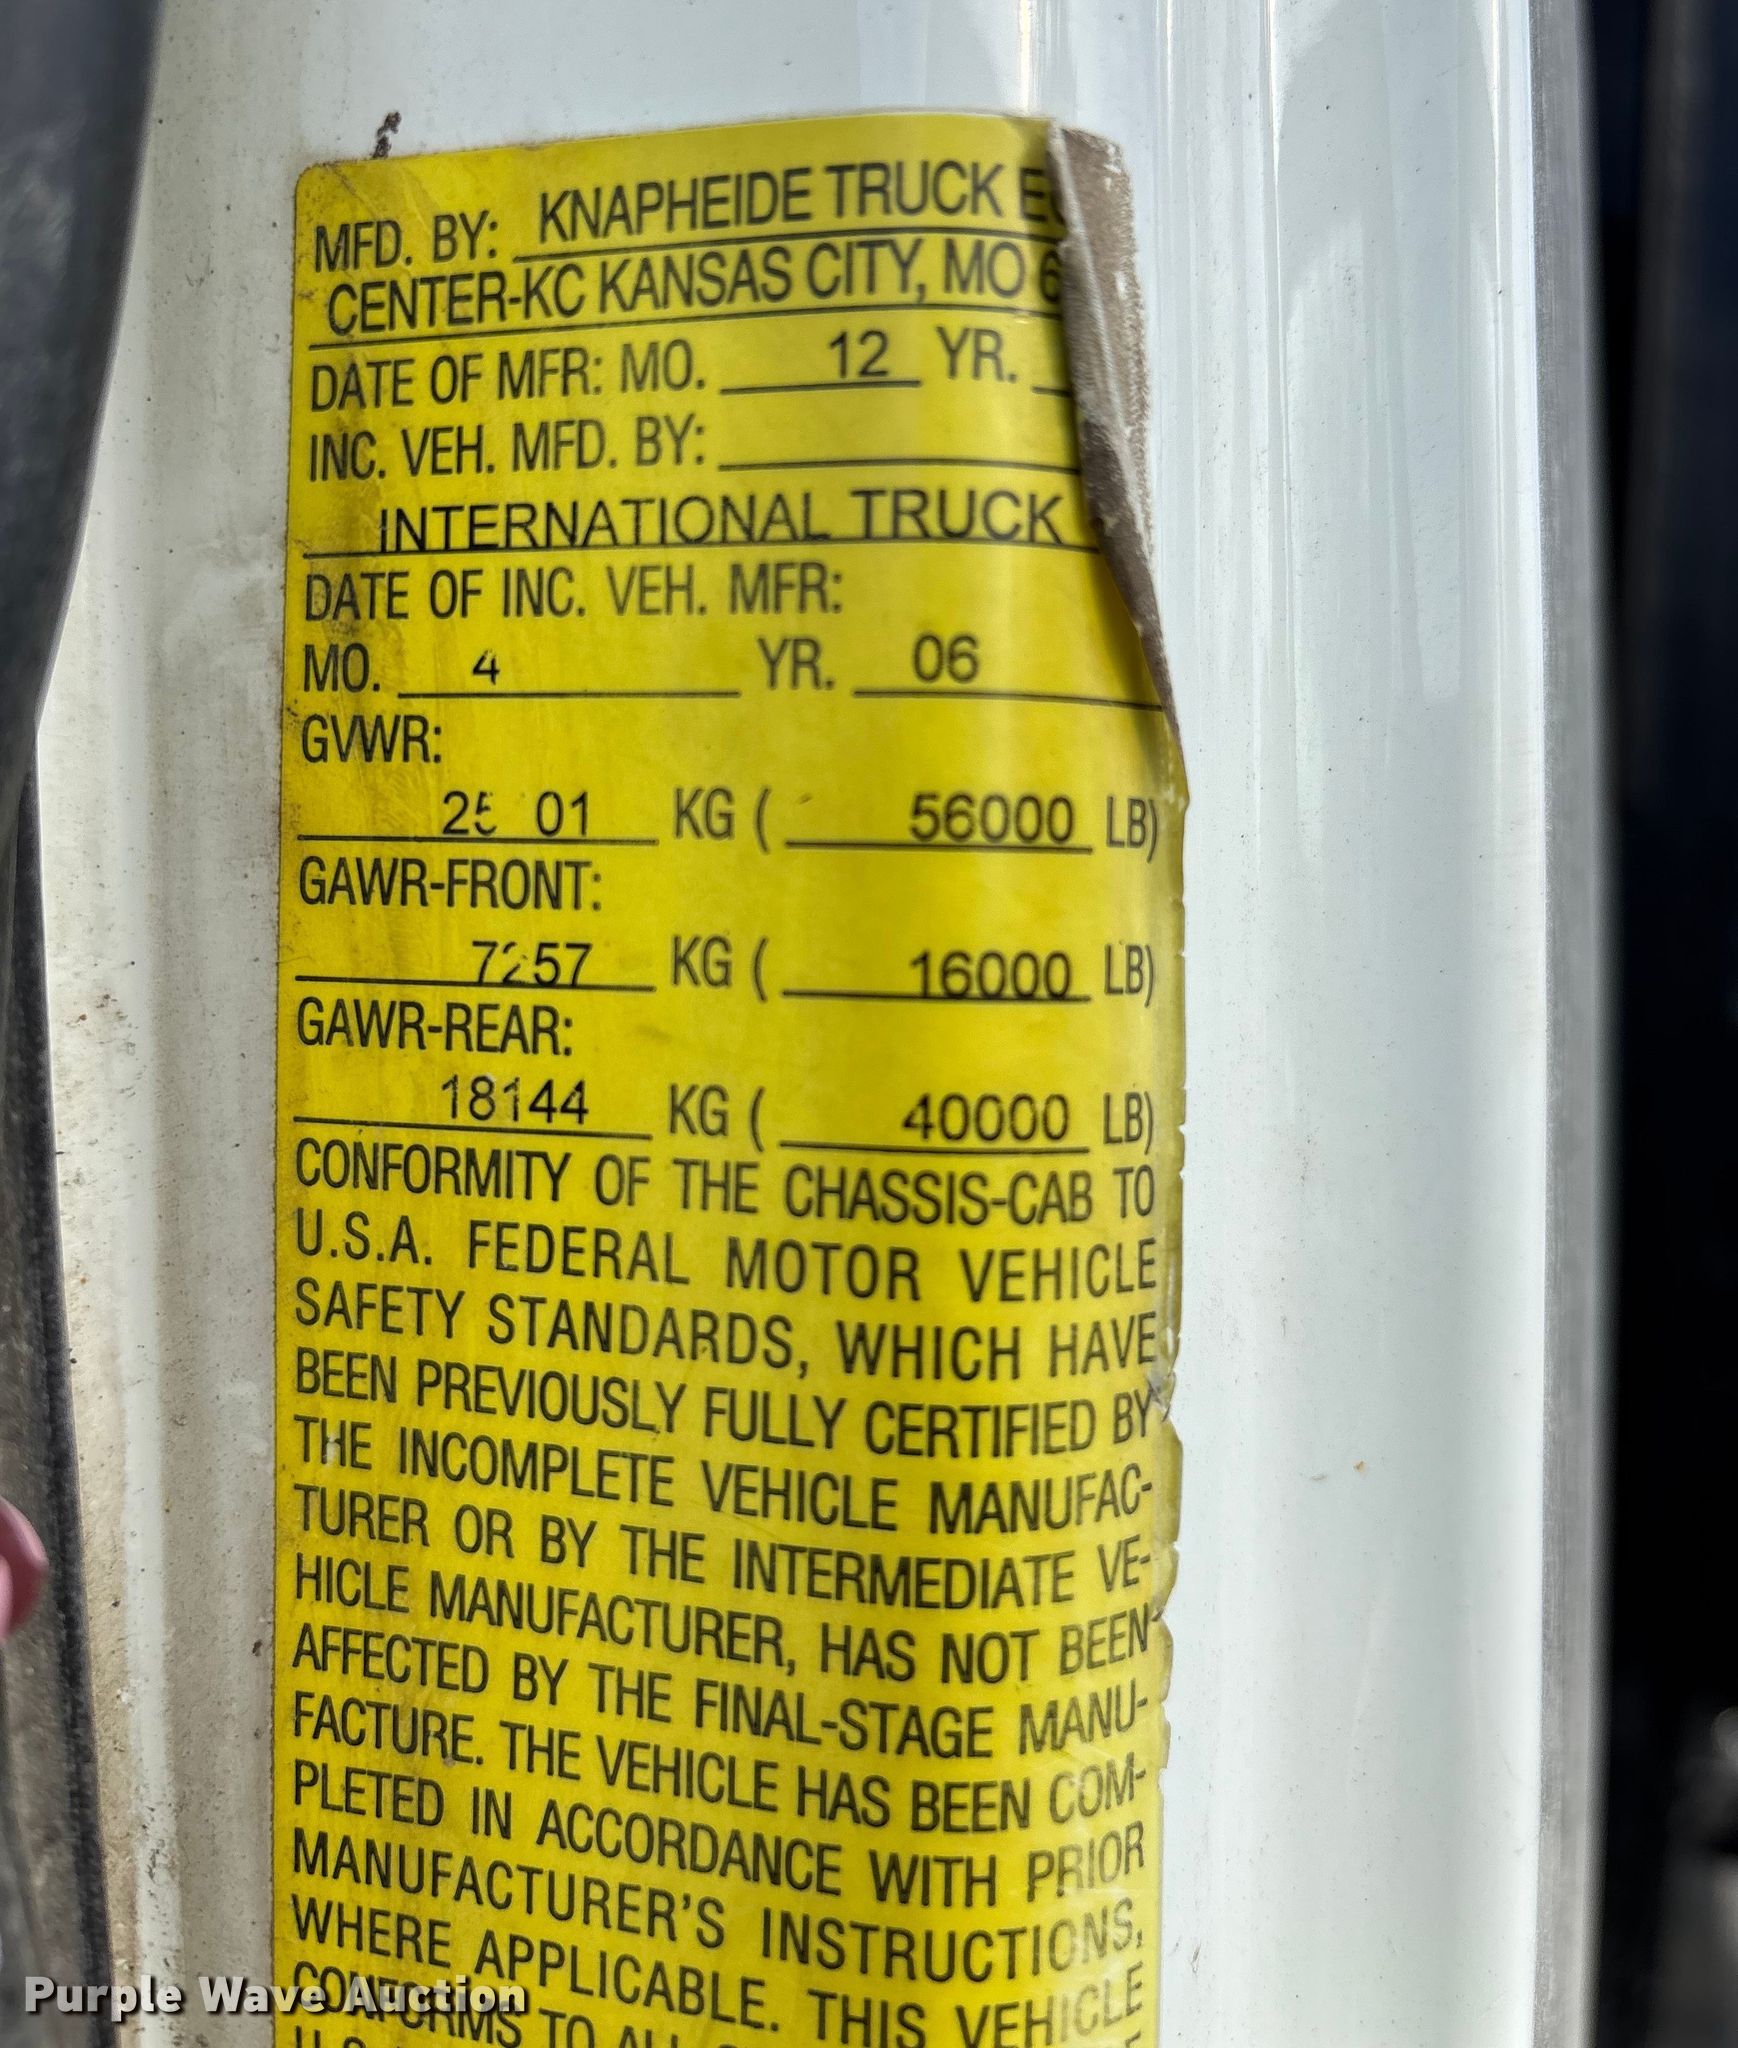 MFD. BY: KNAPHEIDE TRUCK
CENTER-KC KANSAS CITY, MO
DATE OF MFR: MO. 12 YR.
INC. VEH. MFD. BY:
INTERNATIONAL TRUCK
DATE OF INC. VEH. MFR:
MO. 4 YR. 06
GVWR:
KG ( 56000 LB)
GAWR-FRONT:
7257 KG ( 16000 LB)
GAWR-REAR:
18144 KG ( 40000 LB)
CONFORMITY OF THE CHASSIS-CAB TO
U.S.A. FEDERAL MOTOR VEHICLE
SAFETY STANDARDS, WHICH HAVE
BEEN PREVIOUSLY FULLY CERTIFIED BY
THE INCOMPLETE VEHICLE MANUFAC-
TURER OR BY THE INTERMEDIATE VE-
HICLE MANUFACTURER, HAS NOT BEEN
AFFECTED BY THE FINAL-STAGE MANU-
FACTURE. THE VEHICLE HAS BEEN COM-
PLETED IN ACCORDANCE WITH PRIOR
MANUFACTURER'S INSTRUCTIONS,
WHERE APPLICABLE. THIS VEHICLE
CONFORMS TO ALL
Purple Wave Auction